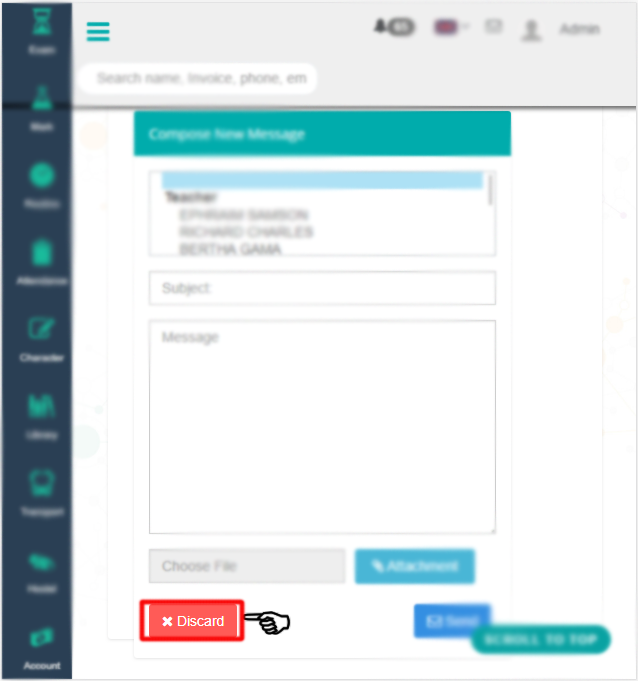 Exam
Admin
Search name, Invoice, phone, em
Mark
Compose New Message
Routine
Teacher
EPHRAIM SAMSON
RICHARD CHARLES
BERTHA GAMA
Attendance
Subject:
Message
Character
Library
Transport
Choose File
Attachment
Hostel
Discard
Send
SCROLL TO TOP
Account